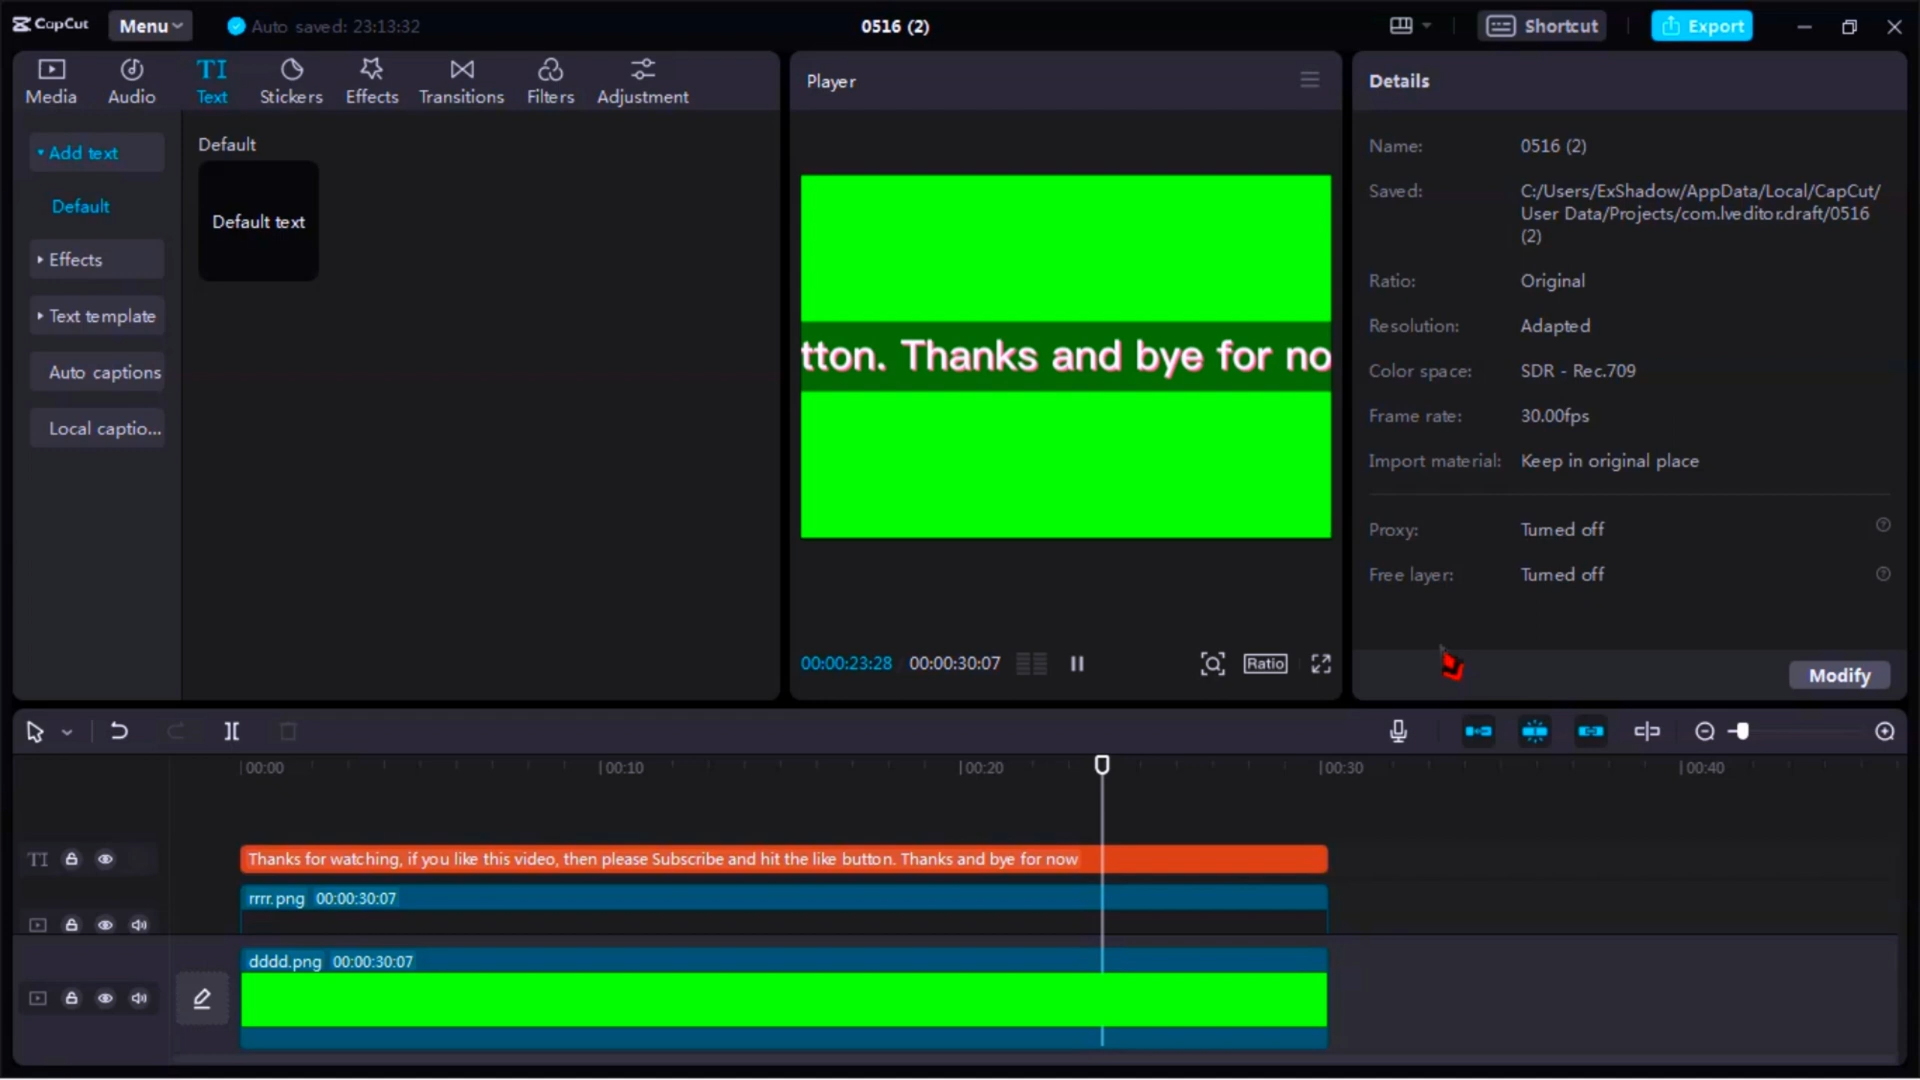 CapCut
Menu
Auto saved: 23:13:32
0516 (2)
Shortcut
Export
Media
Audio
TI
Text
Stickers
Effects
Transitions
Filters
Adjustment
Player
Details
Add text
Default
Effects
Text template
Auto captions
Local captio...
Default
Default text
tton. Thanks and bye for no
00:00:23:28
00:00:30:07
Ratio
Name: 0516 (2)
Saved: C:/Users/ExShadow/AppData/Local/CapCut/
User Data/Projects/com.lveditor.draft/0516
(2)
Ratio: Original
Resolution: Adapted
Color space: SDR - Rec.709
Frame rate: 30.00fps
Import material: Keep in original place
Proxy: Turned off
Free layer: Turned off
Modify
00:00
00:10
00:20
00:30
00:40
TI
Thanks for watching, if you like this video, then please Subscribe and hit the like button. Thanks and bye for now
rrrr.png 00:00:30:07
dddd.png 00:00:30:07